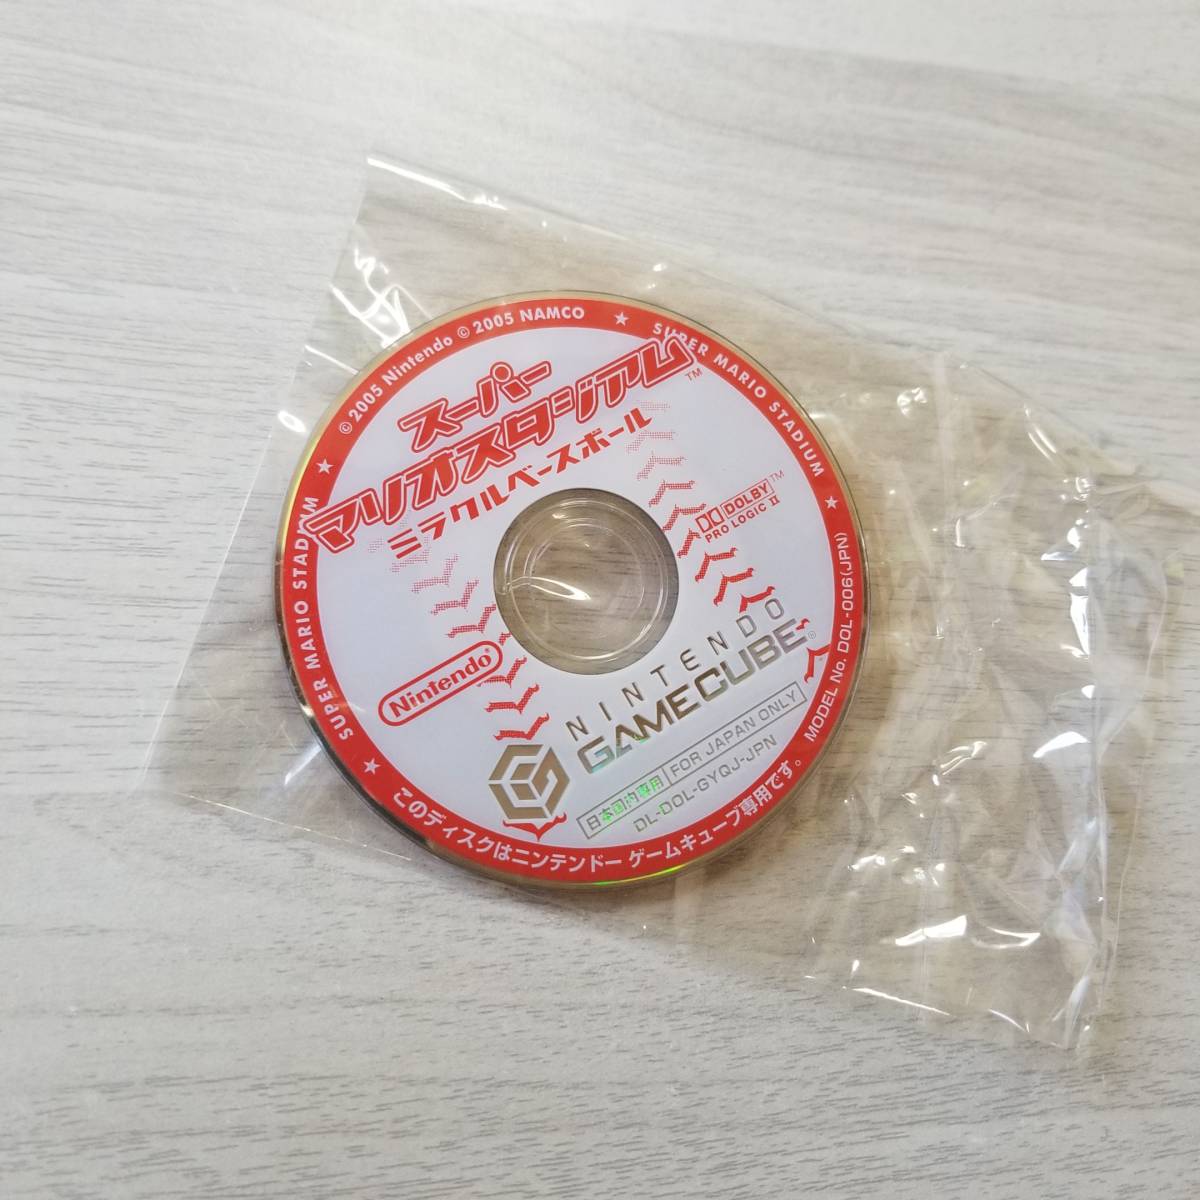 © 2005 Nintendo © 2005 NAMCO
★ SUPER MARIO STADIUM ★
スーパー
マリオスタジアム™
ミラクルベースボール
DOLBY™
PRO LOGIC II
Nintendo®
NINTENDO
GAMECUBE®
日本国内専用 FOR JAPAN ONLY
DL-DOL-GYQJ-JPN
MODEL No. DOL-006(JPN)
このディスクはニンテンドー ゲームキューブ専用です。
★ SUPER MARIO STADIUM ★